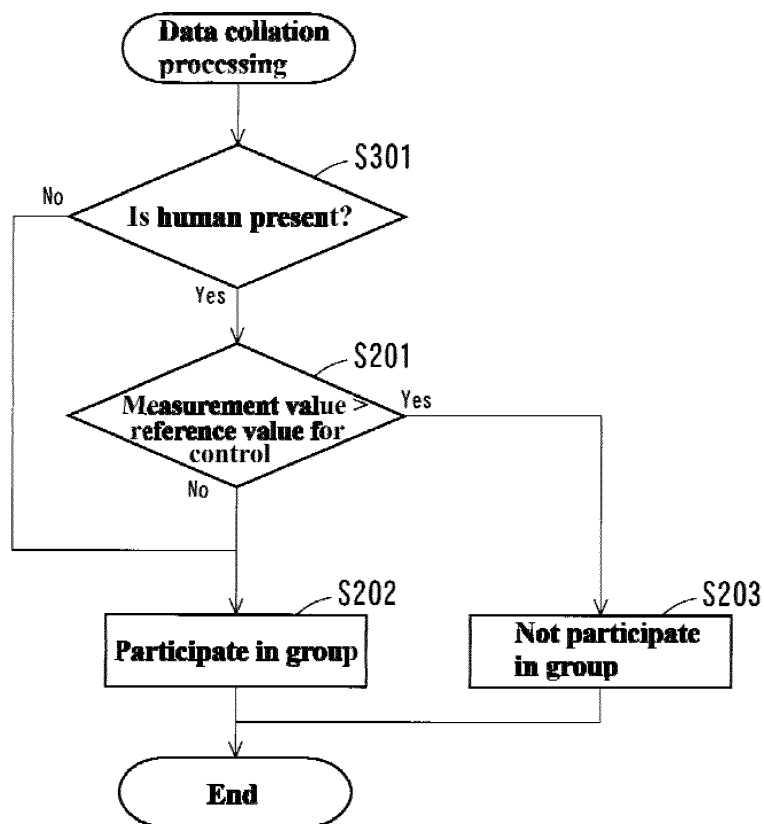 Data collation
processing
S301
No
Is human present?
Yes
S201
Measurement value >
reference value for
control
Yes
No
S202
Participate in group
S203
Not participate
in group
End